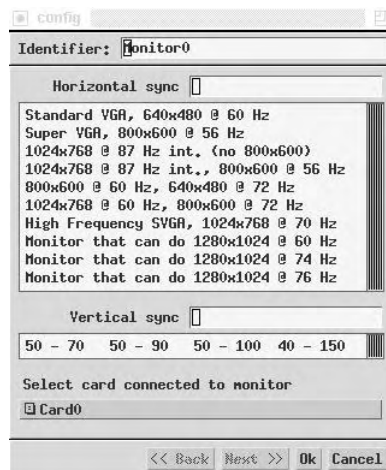 config
Identifier: Monitor0
Horizontal sync
Standard VGA, 640x480 @ 60 Hz
Super VGA, 800x600 @ 56 Hz
1024x768 @ 87 Hz int. (no 800x600)
1024x768 @ 87 Hz int., 800x600 @ 56 Hz
800x600 @ 60 Hz, 640x480 @ 72 Hz
1024x768 @ 60 Hz, 800x600 @ 72 Hz
High Frequency SVGA, 1024x768 @ 70 Hz
Monitor that can do 1280x1024 @ 60 Hz
Monitor that can do 1280x1024 @ 74 Hz
Monitor that can do 1280x1024 @ 76 Hz
Vertical sync
50 - 70 50 - 90 50 - 100 40 - 150
Select card connected to monitor
Card0
<< Back Next >> Ok Cancel